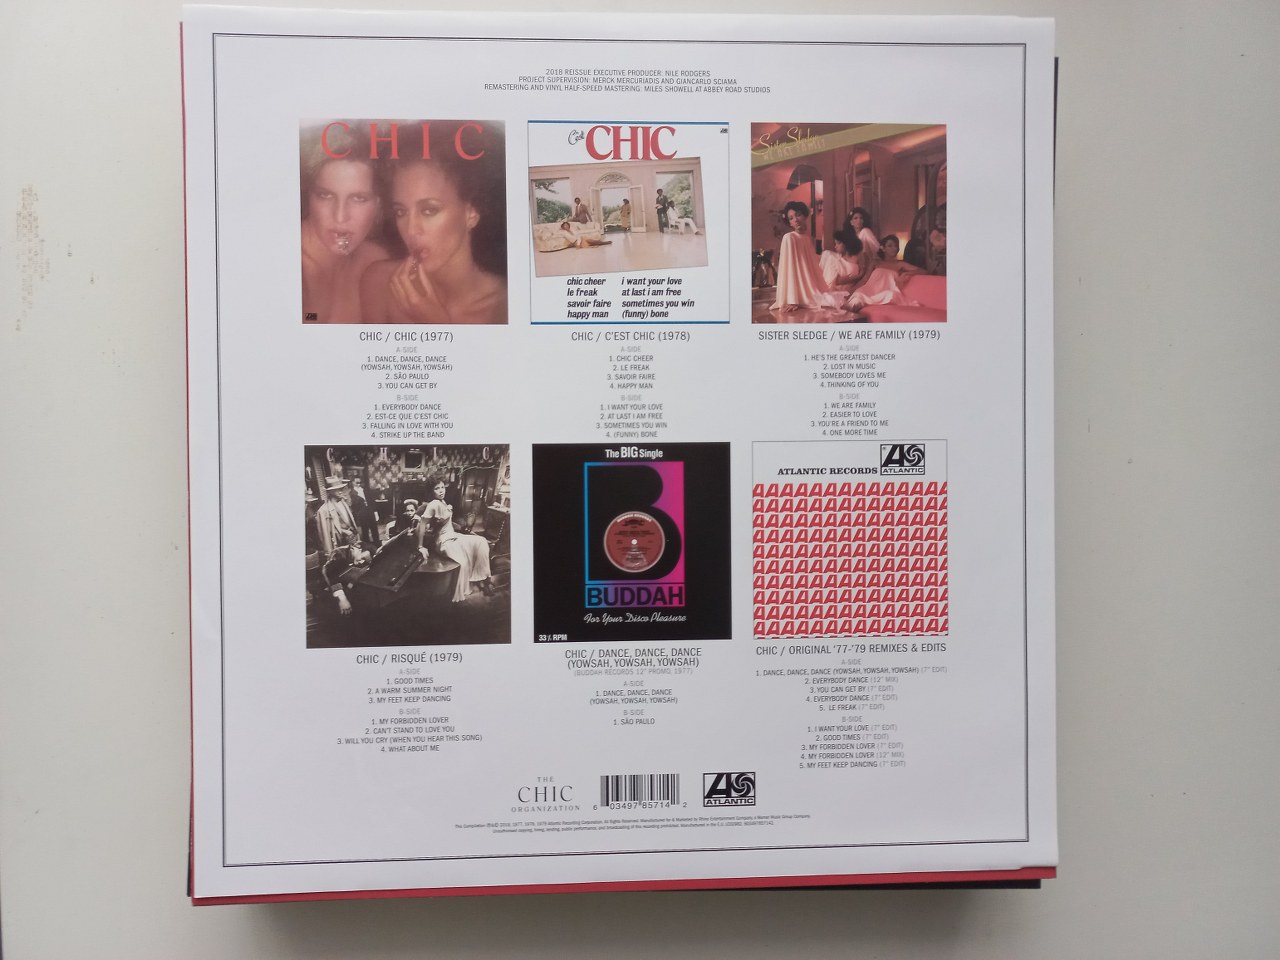 2018 REISSUE EXECUTIVE PRODUCER: NILE RODGERS
PROJECT SUPERVISION: MERCK MERCURIADIS AND GIANCARLO SCIAMA
REMASTERING AND VINYL HALF-SPEED MASTERING: MILES SHOWELL AT ABBEY ROAD STUDIOS
CHIC
CHIC / CHIC (1977)
A-SIDE
1. DANCE, DANCE, DANCE
(YOWSAH, YOWSAH, YOWSAH)
2. SÃO PAULO
3. YOU CAN GET BY
B-SIDE
1. EVERYBODY DANCE
2. EST-CE QUE C'EST CHIC
3. FALLING IN LOVE WITH YOU
4. STRIKE UP THE BAND
C'est CHIC
chic cheer
le freak
savoir faire
happy man
i want your love
at last i am free
sometimes you win
(funny) bone
CHIC / C'EST CHIC (1978)
A-SIDE
1. CHIC CHEER
2. LE FREAK
3. SAVOIR FAIRE
4. HAPPY MAN
B-SIDE
1. I WANT YOUR LOVE
2. AT LAST I AM FREE
3. SOMETIMES YOU WIN
4. (FUNNY) BONE
Sister Sledge
WE ARE FAMILY
SISTER SLEDGE / WE ARE FAMILY (1979)
A-SIDE
1. HE'S THE GREATEST DANCER
2. LOST IN MUSIC
3. SOMEBODY LOVES ME
4. THINKING OF YOU
B-SIDE
1. WE ARE FAMILY
2. EASIER TO LOVE
3. YOU'RE A FRIEND TO ME
4. ONE MORE TIME
CHIC
CHIC / RISQUÉ (1979)
A-SIDE
1. GOOD TIMES
2. A WARM SUMMER NIGHT
3. MY FEET KEEP DANCING
B-SIDE
1. MY FORBIDDEN LOVER
2. CAN'T STAND TO LOVE YOU
3. WILL YOU CRY (WHEN YOU HEAR THIS SONG)
4. WHAT ABOUT ME
The BIG Single
B
BUDDAH
For Your Disco Pleasure
33⅓ RPM
CHIC / DANCE, DANCE, DANCE
(YOWSAH, YOWSAH, YOWSAH)
(BUDDAH RECORDS 12" PROMO, 1977)
A-SIDE
1. DANCE, DANCE, DANCE
(YOWSAH, YOWSAH, YOWSAH)
B-SIDE
1. SÃO PAULO
ATLANTIC RECORDS
ATLANTIC
CHIC / ORIGINAL '77-'79 REMIXES & EDITS
A-SIDE
1. DANCE, DANCE, DANCE (YOWSAH, YOWSAH, YOWSAH) (7" EDIT)
2. EVERYBODY DANCE (12" MIX)
3. YOU CAN GET BY (7" EDIT)
4. EVERYBODY DANCE (7" EDIT)
5. LE FREAK (7" EDIT)
B-SIDE
1. I WANT YOUR LOVE (7" EDIT)
2. GOOD TIMES (7" EDIT)
3. MY FORBIDDEN LOVER (7" EDIT)
4. MY FORBIDDEN LOVER (12" MIX)
5. MY FEET KEEP DANCING (7" EDIT)
THE
CHIC
ORGANIZATION
6 03497 85714 2
ATLANTIC